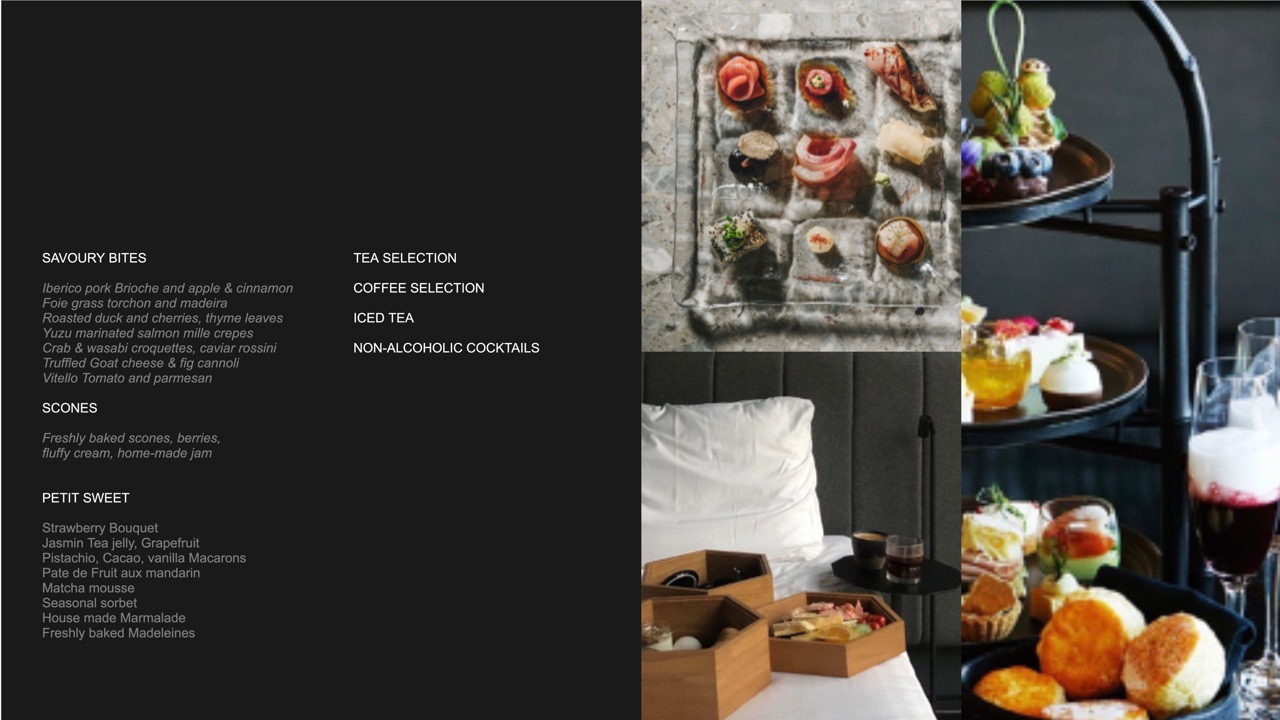 SAVOURY BITES
Iberico pork Brioche and apple & cinnamon
Foie grass torchon and madeira
Roasted duck and cherries, thyme leaves
Yuzu marinated salmon mille crepes
Crab & wasabi croquettes, caviar rossini
Truffled Goat cheese & fig cannoli
Vitello Tomato and parmesan
SCONES
Freshly baked scones, berries,
fluffy cream, home-made jam
PETIT SWEET
Strawberry Bouquet
Jasmin Tea jelly, Grapefruit
Pistachio, Cacao, vanilla Macarons
Pate de Fruit aux mandarin
Matcha mousse
Seasonal sorbet
House made Marmalade
Freshly baked Madeleines
TEA SELECTION
COFFEE SELECTION
ICED TEA
NON-ALCOHOLIC COCKTAILS